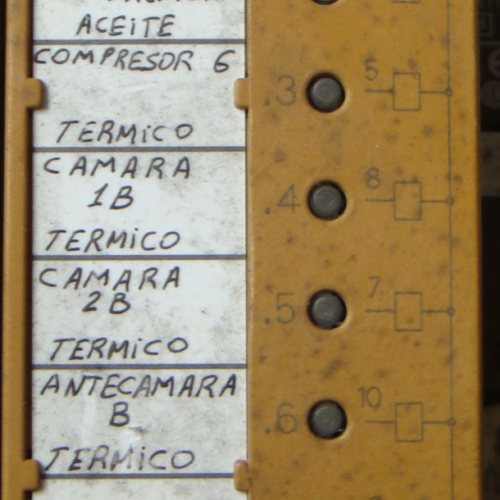 ACEITE
COMPRESOR 6
TERMICO
.3 5
CAMARA
1B
TERMICO
.4 8
CAMARA
2B
TERMICO
.5 7
ANTECAMARA
B
TERMICO
.6 10